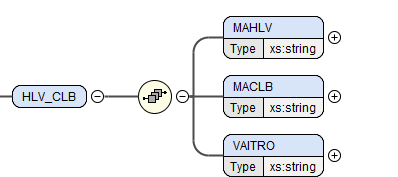 MAHLV
Type xs:string
HLV_CLB
MACLB
Type xs:string
VAITRO
Type xs:string